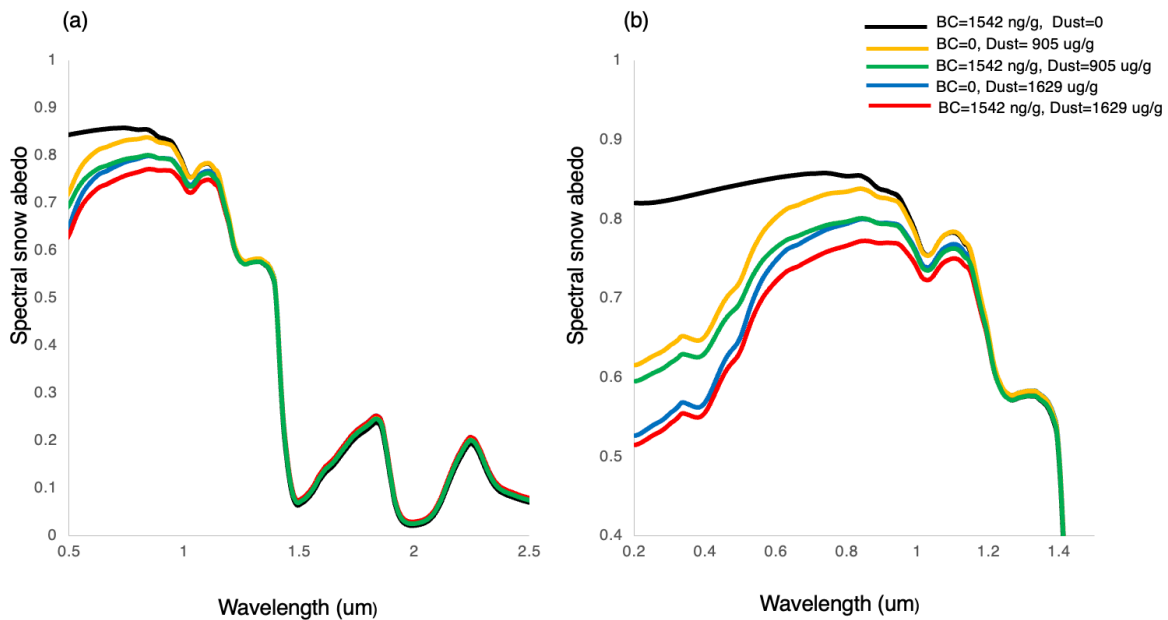 (a)
(b)
BC=1542 ng/g, Dust=0
BC=0, Dust= 905 ug/g
BC=1542 ng/g, Dust=905 ug/g
BC=0, Dust=1629 ug/g
BC=1542 ng/g, Dust=1629 ug/g
Spectral snow abedo
1
0.9
0.8
0.7
0.6
0.5
0.4
0.3
0.2
0.1
0
0.5
1
1.5
2
2.5
Wavelength (um)
Spectral snow abedo
1
0.9
0.8
0.7
0.6
0.5
0.4
0.2
0.4
0.6
0.8
1
1.2
1.4
Wavelength (um)